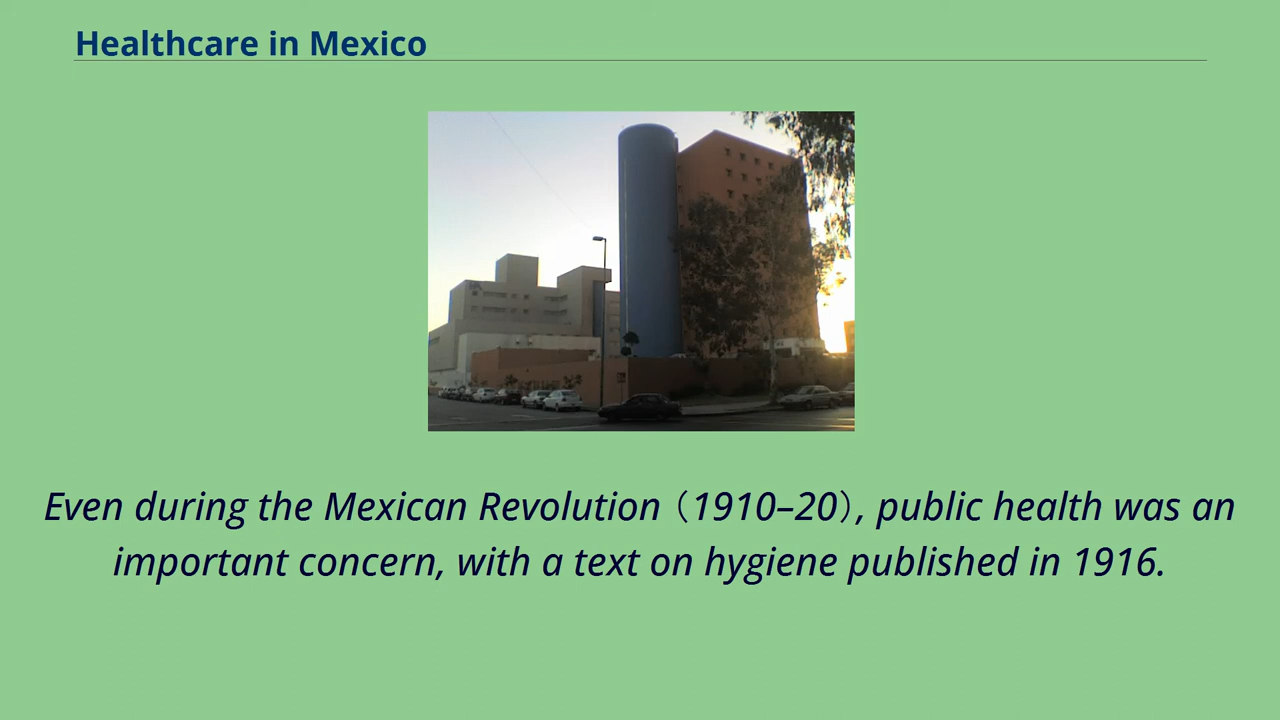 Healthcare in Mexico
Even during the Mexican Revolution（1910–20）, public health was an
important concern, with a text on hygiene published in 1916.